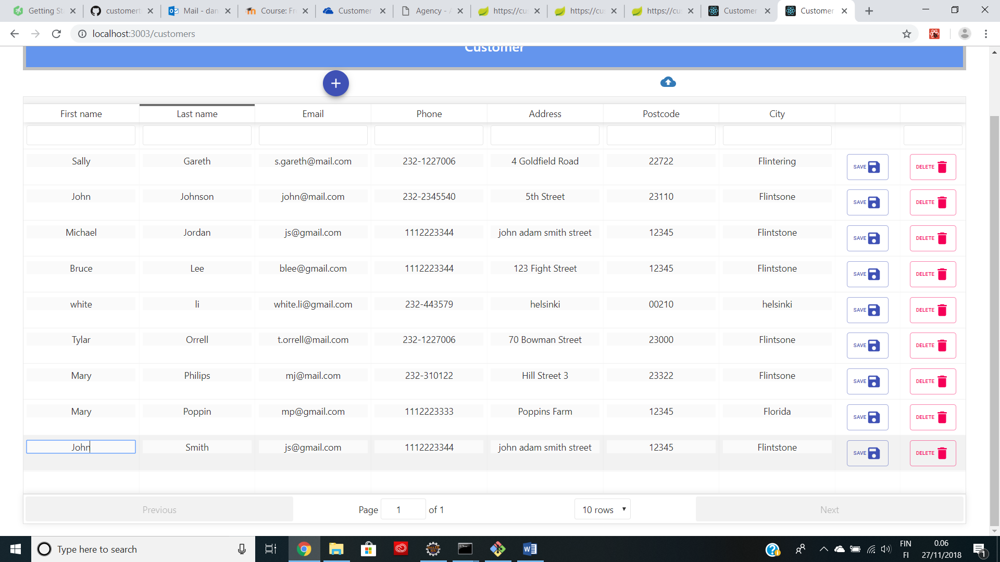 Getting St
customert
Mail - dan
Course: Fr
Customer
Agency - A
https://cus
https://cus
https://cus
Customer
Customer
localhost:3003/customers
Customer
First name Last name Email Phone Address Postcode City
Sally Gareth s.gareth@mail.com 232-1227006 4 Goldfield Road 22722 Flintering SAVE DELETE
John Johnson john@mail.com 232-2345540 5th Street 23110 Flintsone SAVE DELETE
Michael Jordan js@gmail.com 1112223344 john adam smith street 12345 Flintstone SAVE DELETE
Bruce Lee blee@gmail.com 1112223344 123 Fight Street 12345 Flintstone SAVE DELETE
white li white.li@gmail.com 232-443579 helsinki 00210 helsinki SAVE DELETE
Tylar Orrell t.orrell@mail.com 232-1227006 70 Bowman Street 23000 Flintsone SAVE DELETE
Mary Philips mj@mail.com 232-310122 Hill Street 3 23322 Flintsone SAVE DELETE
Mary Poppin mp@gmail.com 1112223333 Poppins Farm 12345 Florida SAVE DELETE
John Smith js@gmail.com 1112223344 john adam smith street 12345 Flintstone SAVE DELETE
Previous Page 1 of 1 10 rows Next
Type here to search
FIN
FI
0.06
27/11/2018
1